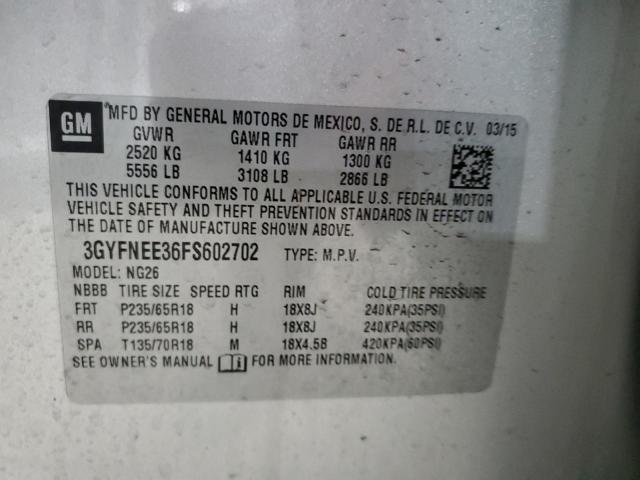 GM
*MFD BY GENERAL MOTORS DE MEXICO, S. DE R.L. DE C.V. 03/15
GVWR GAWR FRT GAWR RR
2520 KG 1410 KG 1300 KG
5556 LB 3108 LB 2866 LB
THIS VEHICLE CONFORMS TO ALL APPLICABLE U.S. FEDERAL MOTOR
VEHICLE SAFETY AND THEFT PREVENTION STANDARDS IN EFFECT ON
THE DATE OF MANUFACTURE SHOWN ABOVE.
3GYFNEE36FS602702 TYPE: M.P.V.
MODEL: NG26
NBBB TIRE SIZE SPEED RTG RIM COLD TIRE PRESSURE
FRT P235/65R18 H 18X8J 240KPA(35PSI)
RR P235/65R18 H 18X8J 240KPA(35PSI)
SPA T135/70R18 M 18X4.5B 420KPA(60PSI)
SEE OWNER'S MANUAL FOR MORE INFORMATION.